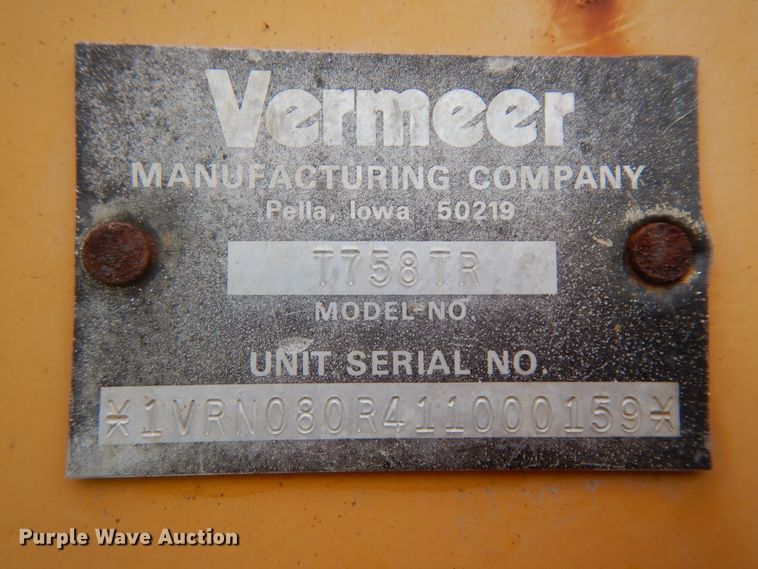 Vermeer
MANUFACTURING COMPANY
Pella, Iowa 50219
T758TR
MODEL NO
UNIT SERIAL NO.
*1VRN080R411000159*
Purple Wave Auction